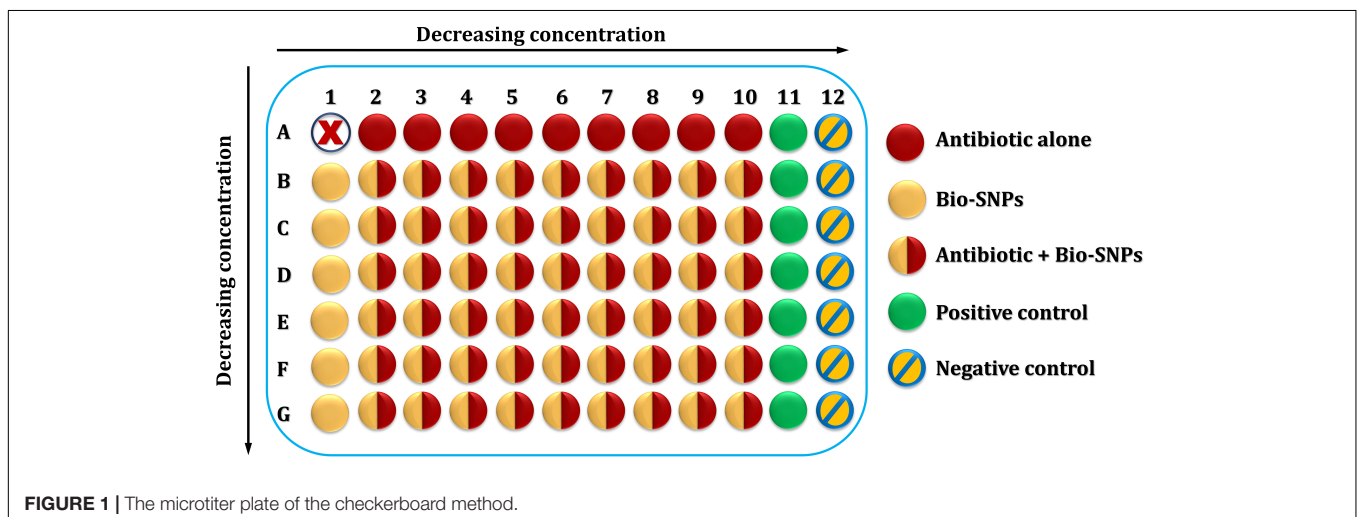 Decreasing concentration
Decreasing concentration
1 2 3 4 5 6 7 8 9 10 11 12
A X
B
C
D
E
F
G
Antibiotic alone
Bio-SNPs
Antibiotic + Bio-SNPs
Positive control
Negative control
FIGURE 1 | The microtiter plate of the checkerboard method.